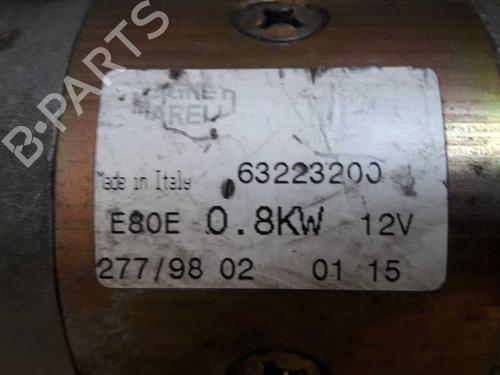 B-PARTS
MAGNETI
MARELLI
Made in Italy 63223200
E80E 0.8KW 12V
277/98 02 01 15